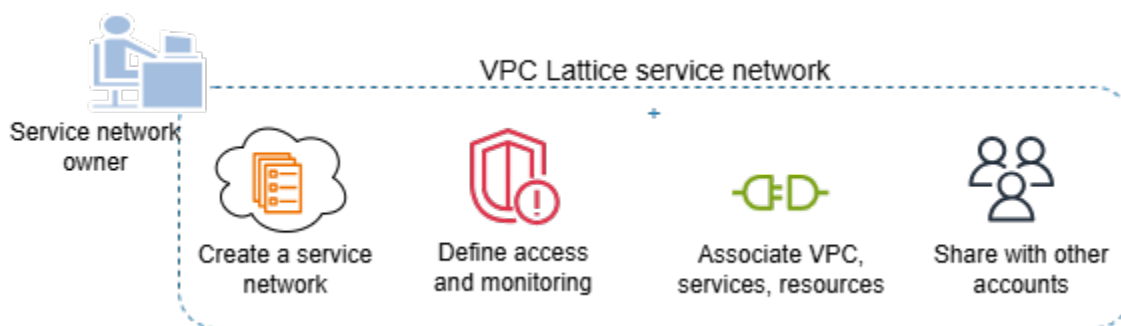 VPC Lattice service network
Service network
owner
Create a service
network
Define access
and monitoring
Associate VPC,
services, resources
Share with other
accounts